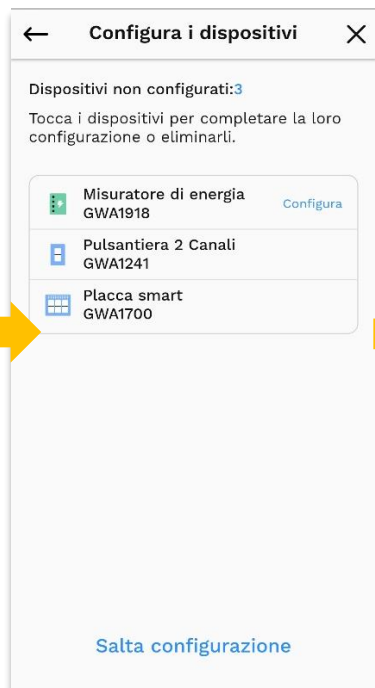 Configura i dispositivi
Dispositivi non configurati:3
Tocca i dispositivi per completare la loro
configurazione o eliminarli.
Misuratore di energia
GWA1918
Configura
Pulsantiera 2 Canali
GWA1241
Placca smart
GWA1700
Salta configurazione